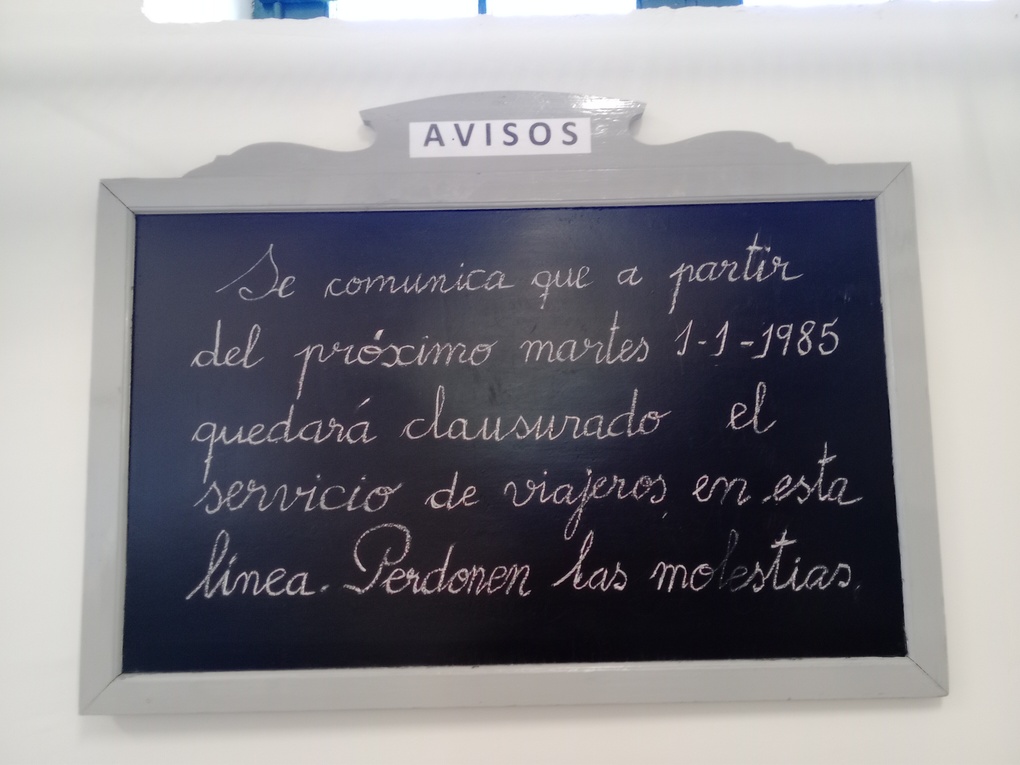 AVISOS
Se comunica que a partir
del próximo martes 1-1-1985
quedará clausurado el
servicio de viajeros en esta
línea. Perdonen las molestias.